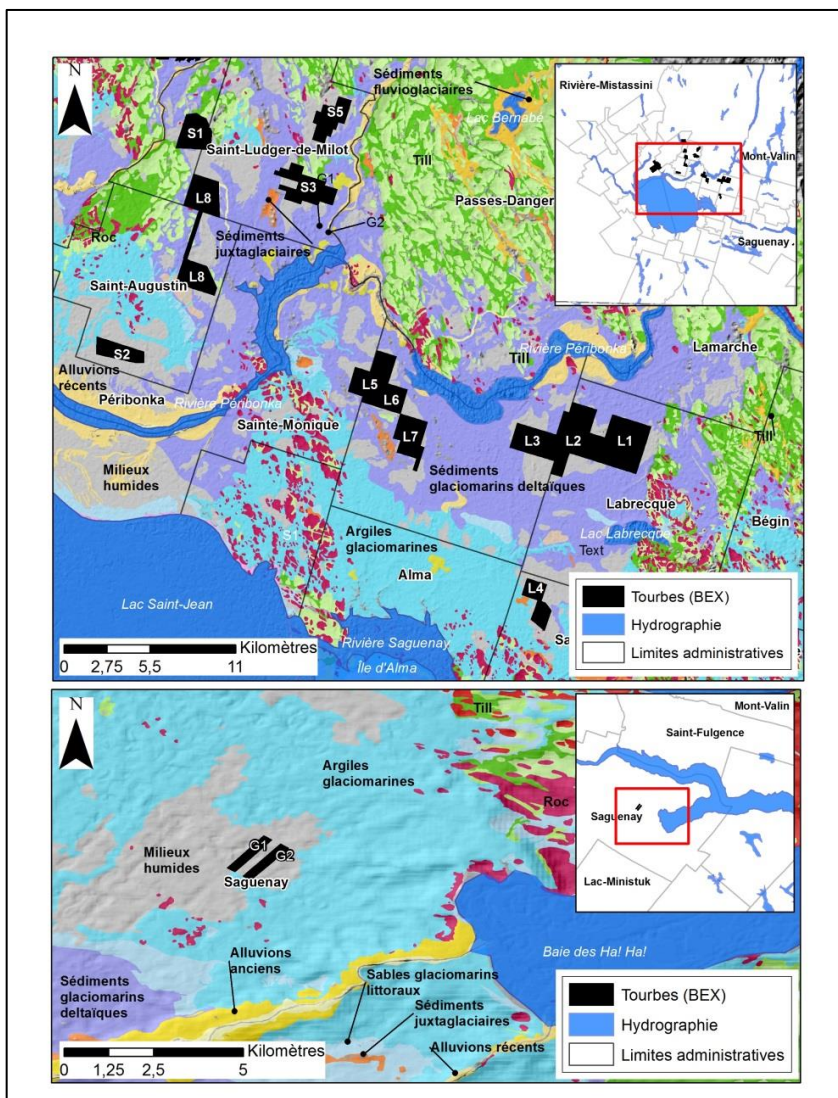 N
Sédiments
fluvioglaciaires
Lac Bernabé
Rivière-Mistassini
Mont-Valin
Saguenay
S1
S5
Saint-Ludger-de-Milot
Till
S3
G1
G2
L8
Passes-Danger
Roc
Sédiments
juxtaglaciaires
Saint-Augustin
L8
S2
Alluvions
récents
Péribonka
Rivière Péribonka
Till
Rivière Péribonka
Lamarche
L5
L6
Sainte-Monique
L7
L3
L2
L1
Till
Milieux
humides
Sédiments
glaciomarins deltaïques
Labrecque
Bégin
S1
Argiles
glaciomarines
Lac Labrecque
Text
Alma
L4
Sa
Lac Saint-Jean
Rivière Saguenay
Île d'Alma
Kilomètres
0 2,75 5,5 11
Tourbes (BEX)
Hydrographie
Limites administratives
N
Till
Mont-Valin
Saint-Fulgence
Saguenay
Lac-Ministuk
Argiles
glaciomarines
Roc
Milieux
humides
G1
G2
Saguenay
Baie des Ha! Ha!
Alluvions
anciens
Sables glaciomarins
littoraux
Sédiments
glaciomarins
deltaïques
Sédiments
juxtaglaciaires
Alluvions récents
Kilomètres
0 1,25 2,5 5
Tourbes (BEX)
Hydrographie
Limites administratives